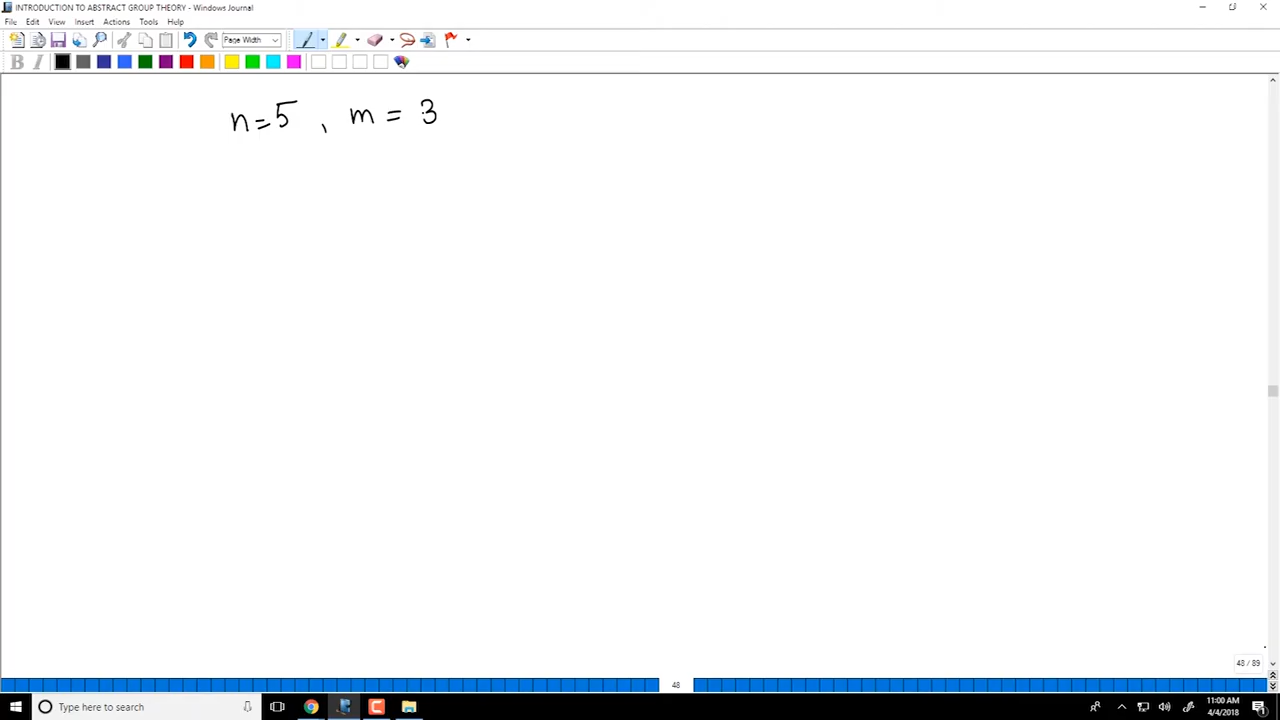 INTRODUCTION TO ABSTRACT GROUP THEORY - Windows Journal
File Edit View Insert Actions Tools Help
Page Width
B I
n=5 , m = 3
48 / 89
48
Type here to search
11:00 AM
4/4/2018